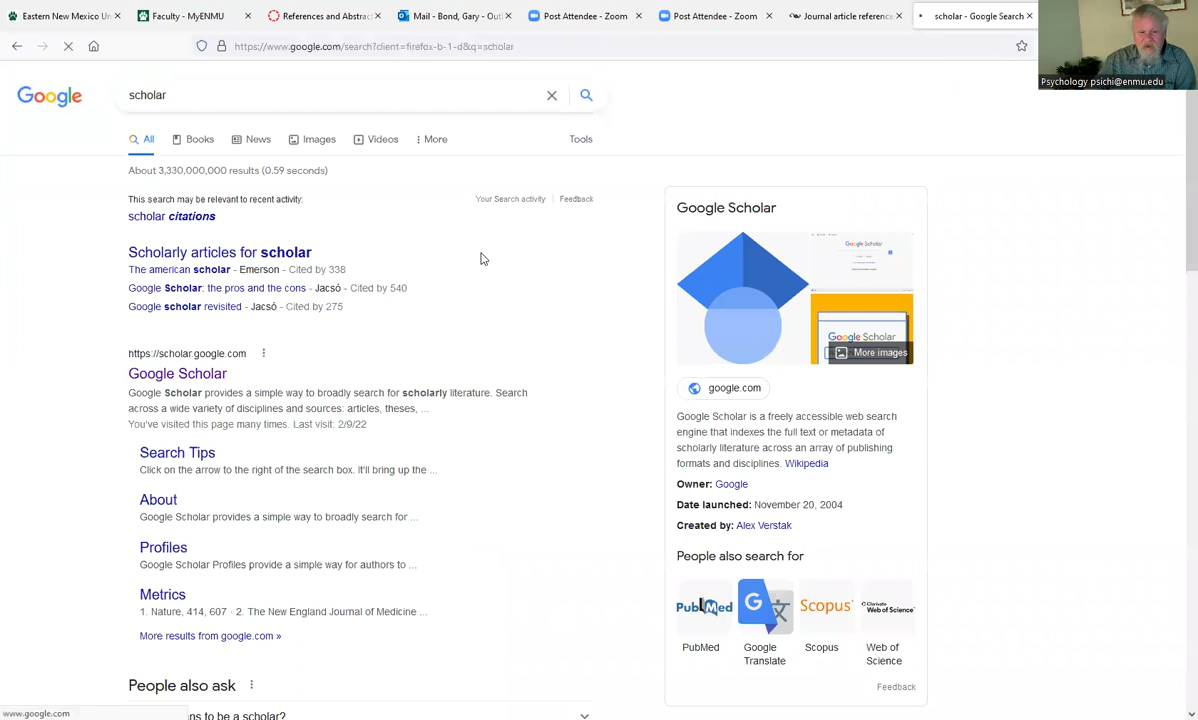 Eastern New Mexico Un
Faculty - MyENMU
References and Abstrac
Mail - Bond, Gary - Outl
Post Attendee - Zoom
Post Attendee - Zoom
Journal article reference
scholar - Google Search
https://www.google.com/search?client=firefox-b-1-d&q=scholar
Psychology psichi@enmu.edu
Google
scholar
All
Books
News
Images
Videos
More
Tools
About 3,330,000,000 results (0.59 seconds)
This search may be relevant to recent activity:
Your Search activity
Feedback
scholar citations
Scholarly articles for scholar
The american scholar - Emerson - Cited by 338
Google Scholar: the pros and the cons - Jacsó - Cited by 540
Google scholar revisited - Jacsó - Cited by 275
https://scholar.google.com
Google Scholar
Google Scholar provides a simple way to broadly search for scholarly literature. Search
across a wide variety of disciplines and sources: articles, theses, ...
You've visited this page many times. Last visit: 2/9/22
Search Tips
Click on the arrow to the right of the search box. It'll bring up the ...
About
Google Scholar provides a simple way to broadly search for ...
Profiles
Google Scholar Profiles provide a simple way for authors to ...
Metrics
1. Nature, 414, 607 · 2. The New England Journal of Medicine ...
More results from google.com »
People also ask
ns to be a scholar?
www.google.com
Google Scholar
Google Scholar
Google Scholar
More images
google.com
Google Scholar is a freely accessible web search
engine that indexes the full text or metadata of
scholarly literature across an array of publishing
formats and disciplines. Wikipedia
Owner: Google
Date launched: November 20, 2004
Created by: Alex Verstak
People also search for
PubMed
G
Scopus
Clarivate
Web of Science
PubMed
Google
Translate
Scopus
Web of
Science
Feedback